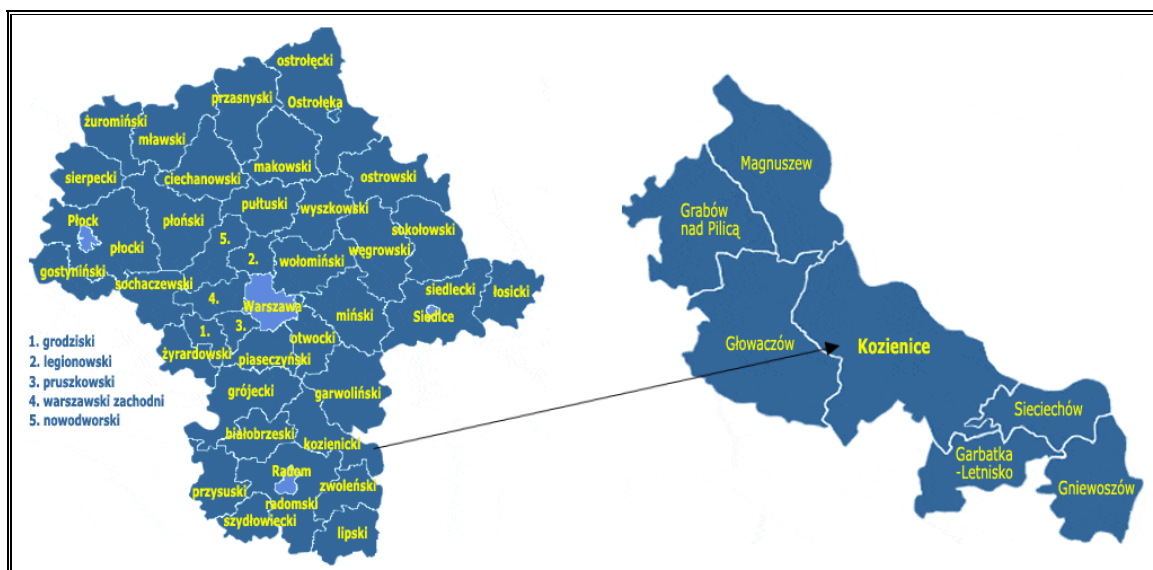 ostrołęcki
przasnyski
Ostrołęka
żuromiński
mławski
makowski
sierpecki
ciechanowski
ostrowski
pułtuski
wyszkowski
Płock
płoński
sokołowski
5.
płocki
węgrowski
2.
wołomiński
gostyniński
sochaczewski
siedlecki
łosicki
4.
Warszawa
miński
Siedlce
1.
3.
otwocki
żyrardowski
piaseczyński
1. grodziski
2. legionowski
3. pruszkowski
4. warszawski zachodni
5. nowodworski
grójecki
garwoliński
białobrzeski
kozienicki
Radom
przysuski
zwoleński
radomski
szydłowiecki
lipski
Magnuszew
Grabów
nad Pilicą
Głowaczów
Kozienice
Sieciechów
Garbatka
-Letnisko
Gniewoszów